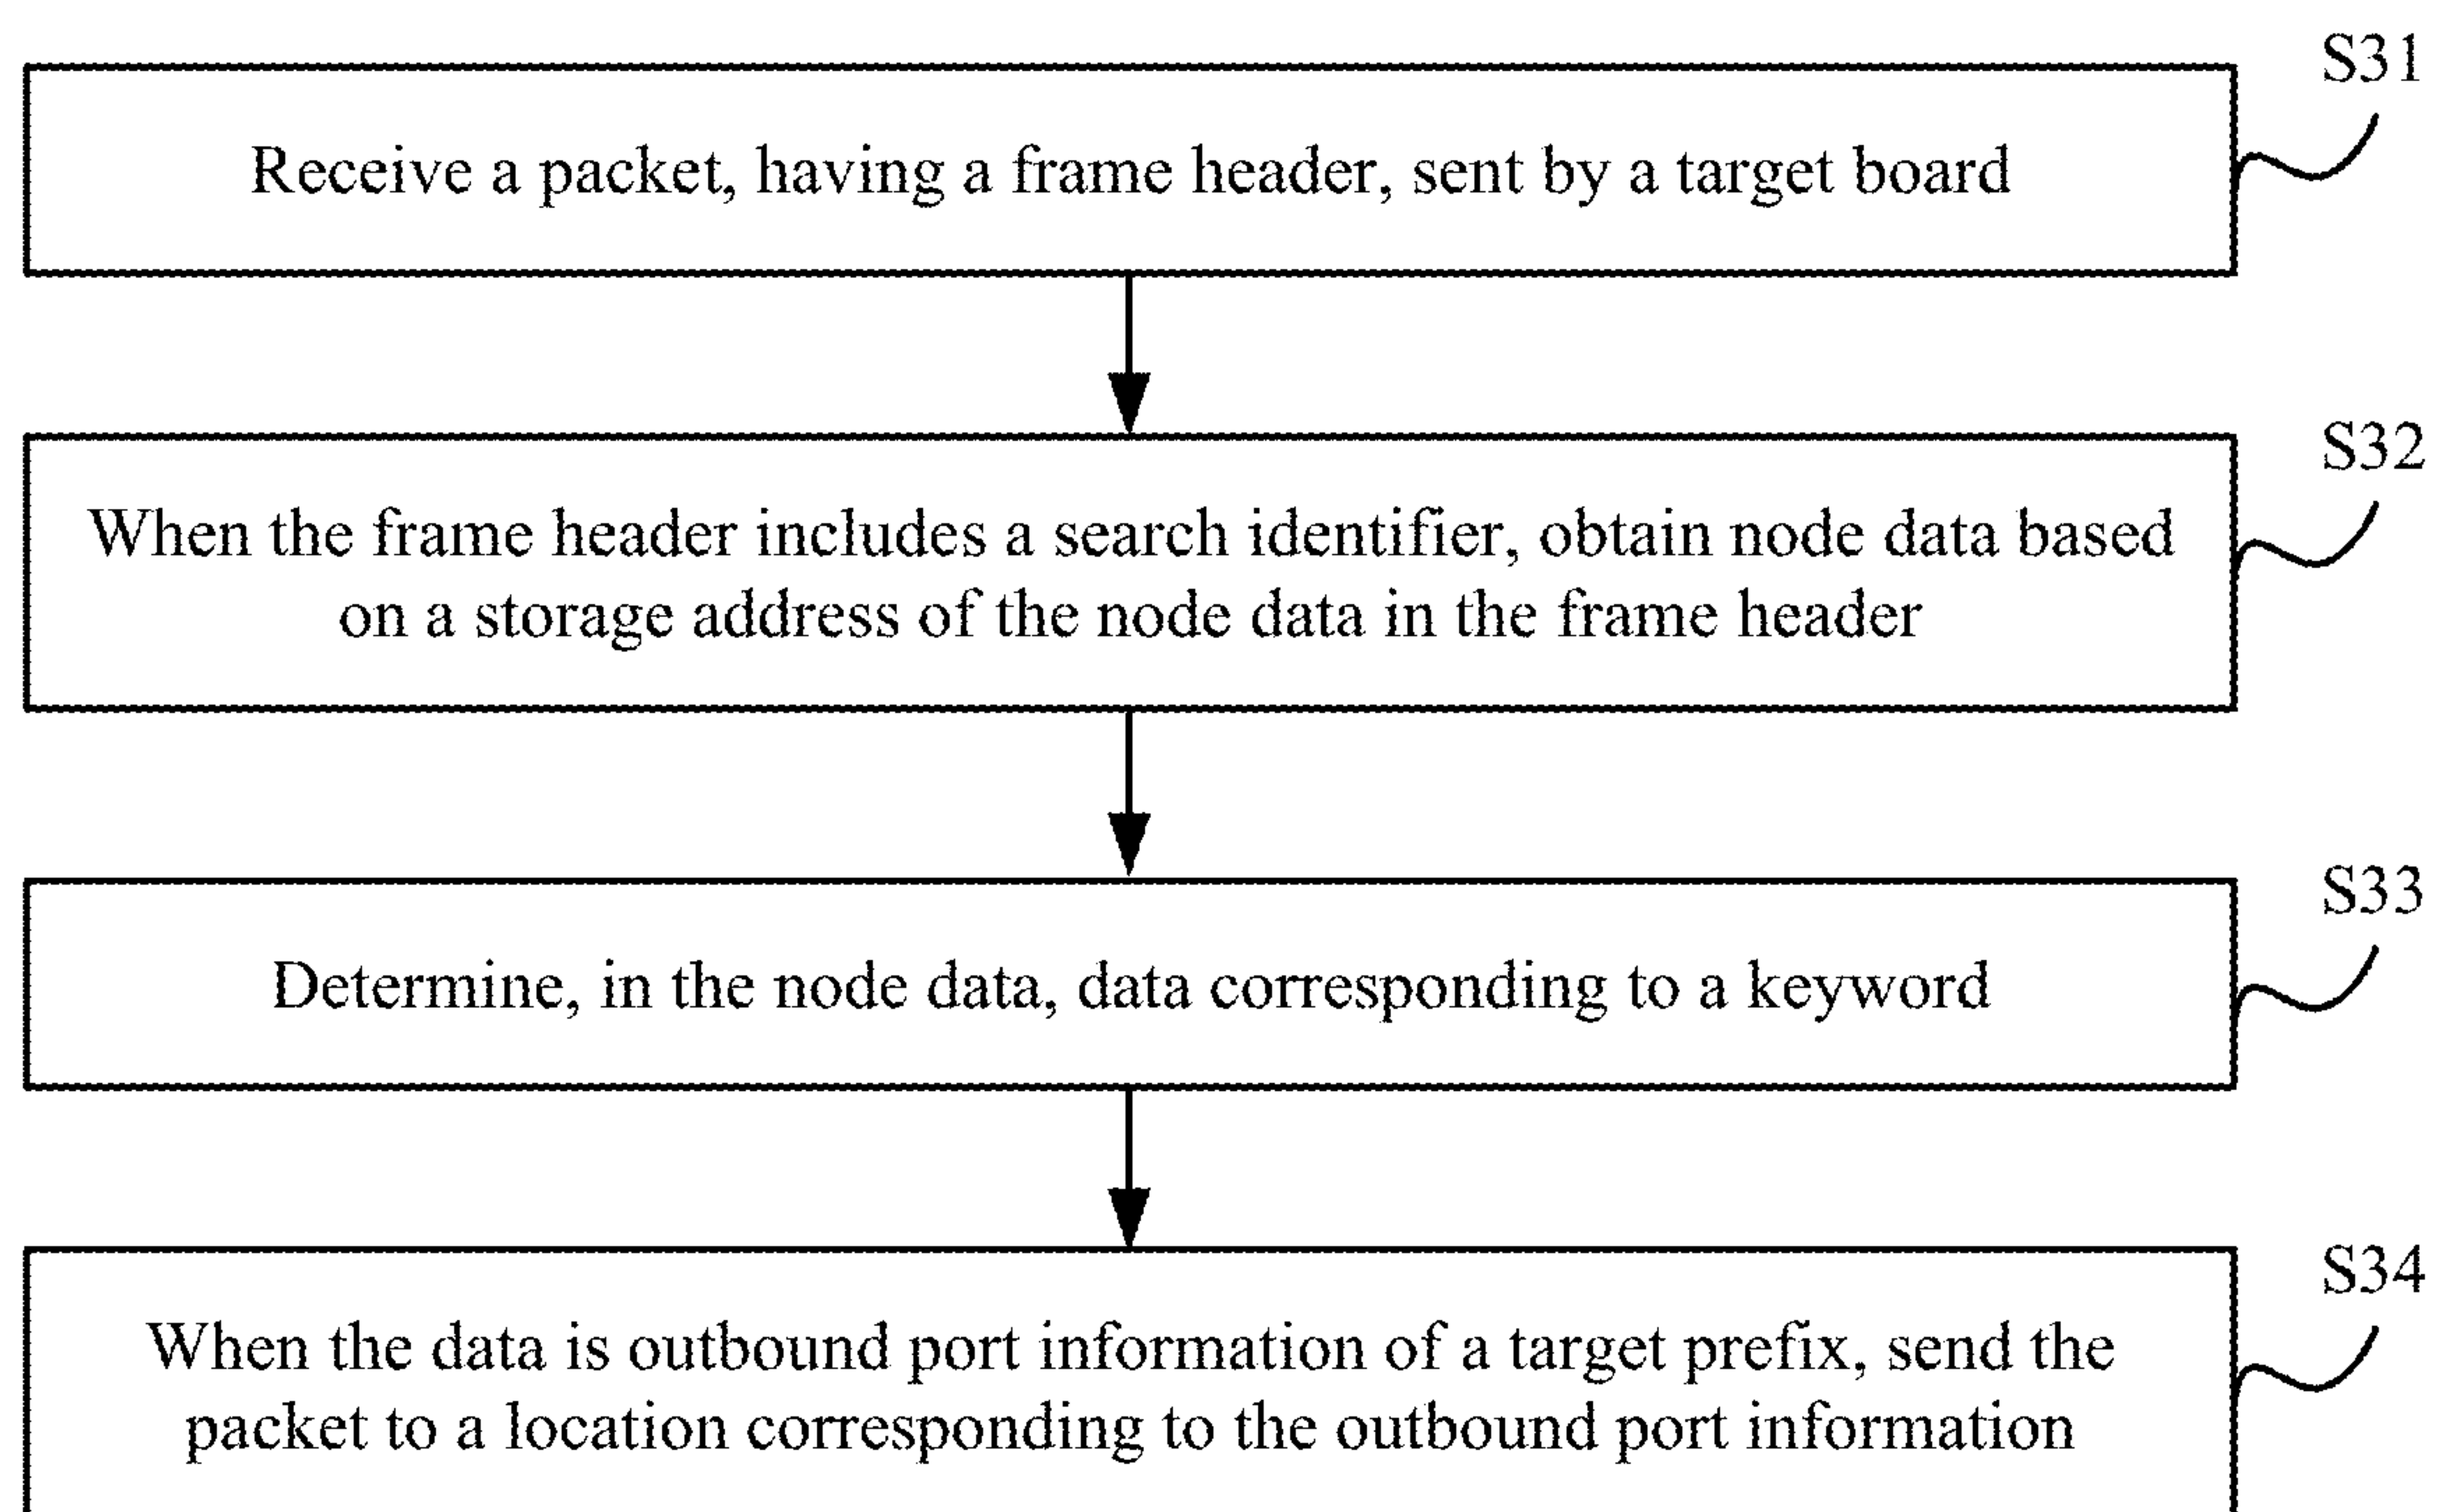 S31
Receive a packet, having a frame header, sent by a target board
S32
When the frame header includes a search identifier, obtain node data based
on a storage address of the node data in the frame header
S33
Determine, in the node data, data corresponding to a keyword
S34
When the data is outbound port information of a target prefix, send the
packet to a location corresponding to the outbound port information